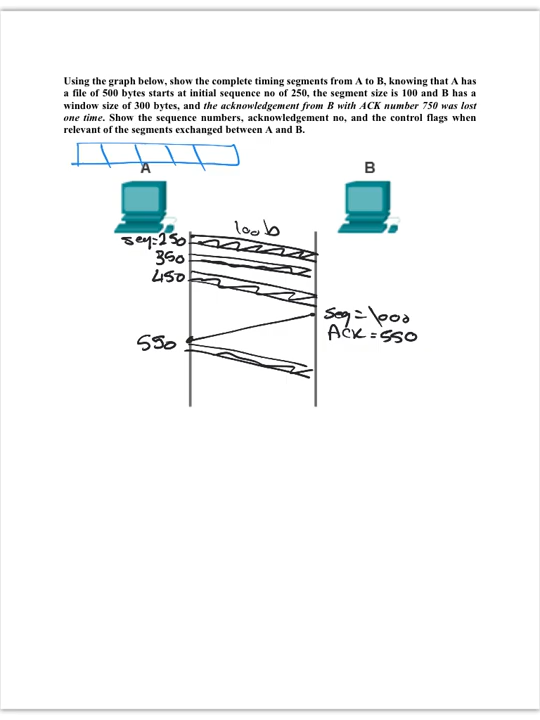 Using the graph below, show the complete timing segments from A to B, knowing that A has
a file of 500 bytes starts at initial sequence no of 250, the segment size is 100 and B has a
window size of 300 bytes, and the acknowledgement from B with ACK number 750 was lost
one time. Show the sequence numbers, acknowledgement no, and the control flags when
relevant of the segments exchanged between A and B.
A
B
100 b
seq=250
350
450
seq=1000
ACK=550
550